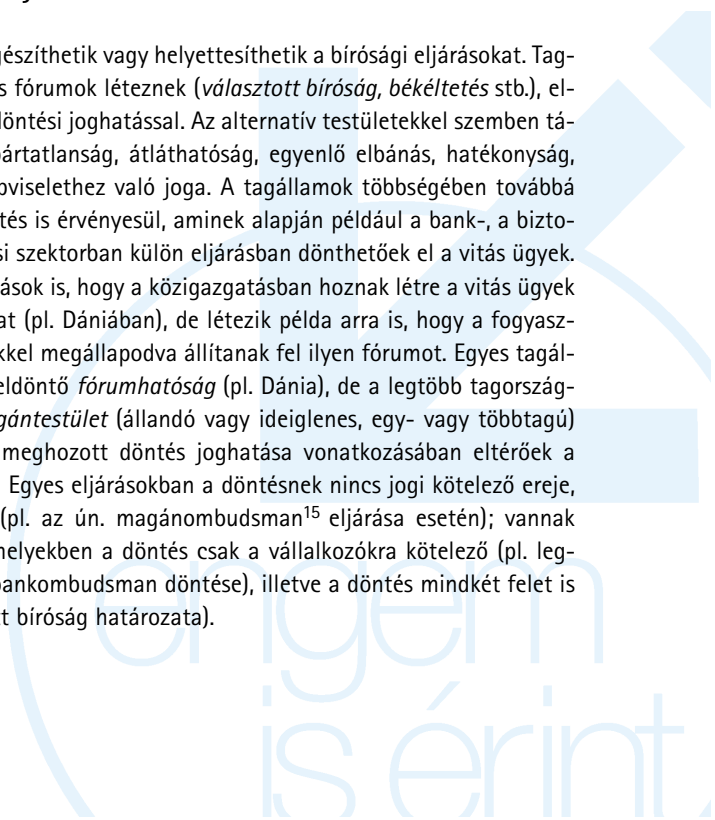 gészíthetik vagy helyettesíthetik a bírósági eljárásokat. Tag-
s fórumok léteznek (választott bíróság, békéltetés stb.), el-
döntési joghatással. Az alternatív testületekkel szemben tá-
pártatlanság, átláthatóság, egyenlő elbánás, hatékonyság,
pviselethez való joga. A tagállamok többségében továbbá
tés is érvényesül, aminek alapján például a bank-, a bizto-
si szektorban külön eljárásban dönthetőek el a vitás ügyek.
ások is, hogy a közigazgatásban hoznak létre a vitás ügyek
at (pl. Dániában), de létezik példa arra is, hogy a fogyasz-
kkel megállapodva állítanak fel ilyen fórumot. Egyes tagál-
eldöntő fórumhatóság (pl. Dánia), de a legtöbb tagország-
gántestület (állandó vagy ideiglenes, egy- vagy többtagú)
meghozott döntés joghatása vonatkozásában eltérőek a
Egyes eljárásokban a döntésnek nincs jogi kötelező ereje,
(pl. az ún. magánombudsman15 eljárása esetén); vannak
nelyekben a döntés csak a vállalkozókra kötelező (pl. leg-
bankombudsman döntése), illetve a döntés mindkét felet is
tt bíróság határozata).
engem
is érint